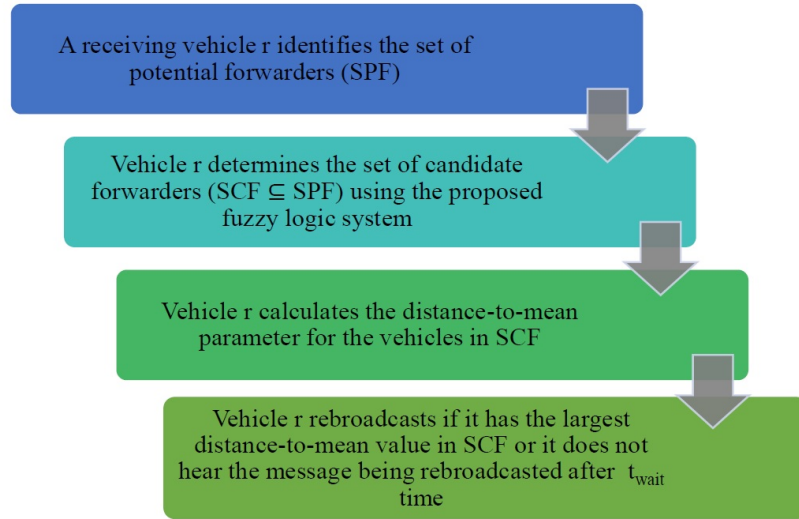 A receiving vehicle r identifies the set of
potential forwarders (SPF)
Vehicle r determines the set of candidate
forwarders (SCF ⊆ SPF) using the proposed
fuzzy logic system
Vehicle r calculates the distance-to-mean
parameter for the vehicles in SCF
Vehicle r rebroadcasts if it has the largest
distance-to-mean value in SCF or it does not
hear the message being rebroadcasted after t_wait
time